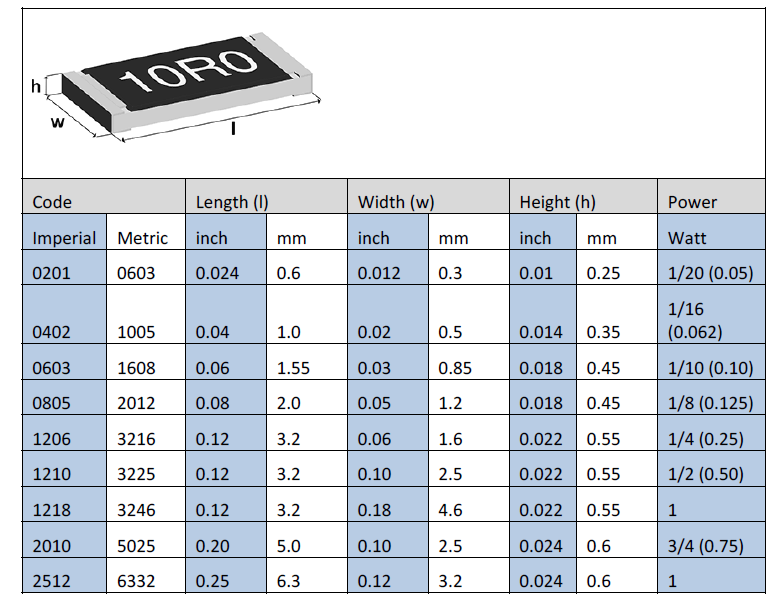 10R0
h
w
l
Code Length (l) Width (w) Height (h) Power
Imperial Metric inch mm inch mm inch mm Watt
0201 0603 0.024 0.6 0.012 0.3 0.01 0.25 1/20 (0.05)
0402 1005 0.04 1.0 0.02 0.5 0.014 0.35 1/16 (0.062)
0603 1608 0.06 1.55 0.03 0.85 0.018 0.45 1/10 (0.10)
0805 2012 0.08 2.0 0.05 1.2 0.018 0.45 1/8 (0.125)
1206 3216 0.12 3.2 0.06 1.6 0.022 0.55 1/4 (0.25)
1210 3225 0.12 3.2 0.10 2.5 0.022 0.55 1/2 (0.50)
1218 3246 0.12 3.2 0.18 4.6 0.022 0.55 1
2010 5025 0.20 5.0 0.10 2.5 0.024 0.6 3/4 (0.75)
2512 6332 0.25 6.3 0.12 3.2 0.024 0.6 1